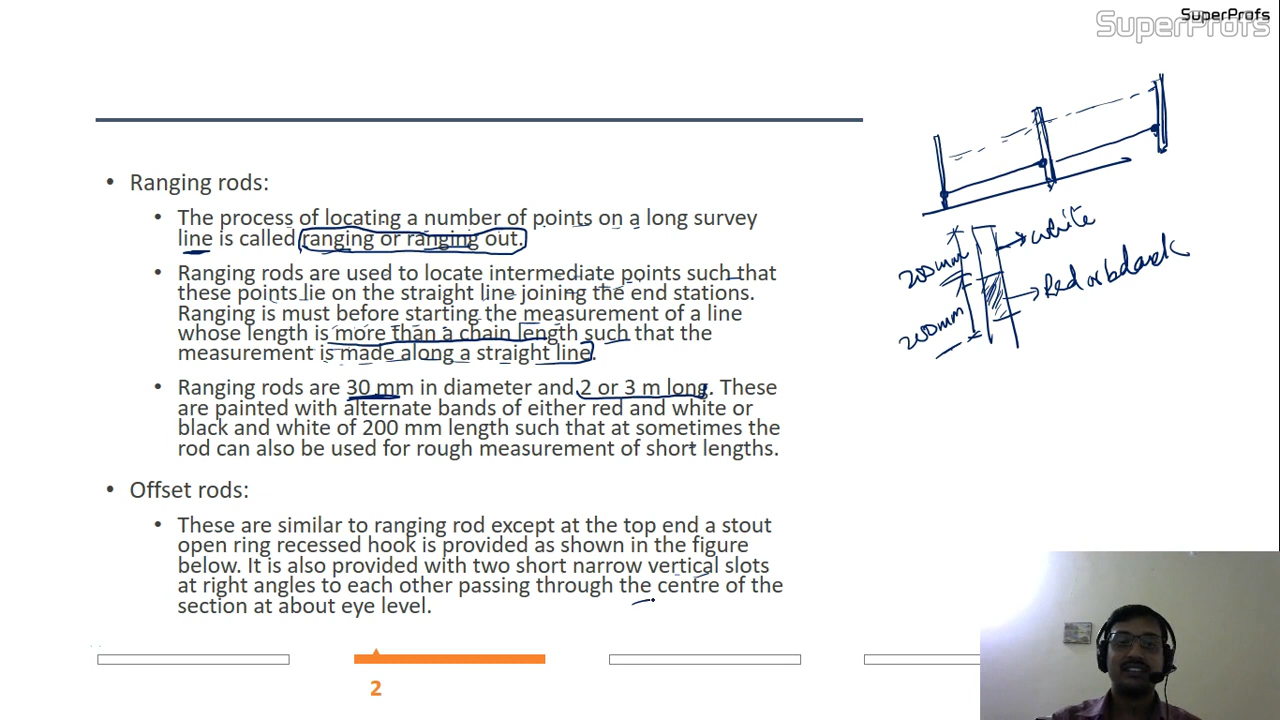 SuperProfs
SuperProfs
Ranging rods:
The process of locating a number of points on a long survey
line is called ranging or ranging out.
Ranging rods are used to locate intermediate points such that
these points lie on the straight line joining the end stations.
Ranging is must before starting the measurement of a line
whose length is more than a chain length such that the
measurement is made along a straight line.
Ranging rods are 30 mm in diameter and 2 or 3 m long. These
are painted with alternate bands of either red and white or
black and white of 200 mm length such that at sometimes the
rod can also be used for rough measurement of short lengths.
Offset rods:
These are similar to ranging rod except at the top end a stout
open ring recessed hook is provided as shown in the figure
below. It is also provided with two short narrow vertical slots
at right angles to each other passing through the centre of the
section at about eye level.
white
200mm
Red or black
200mm
2